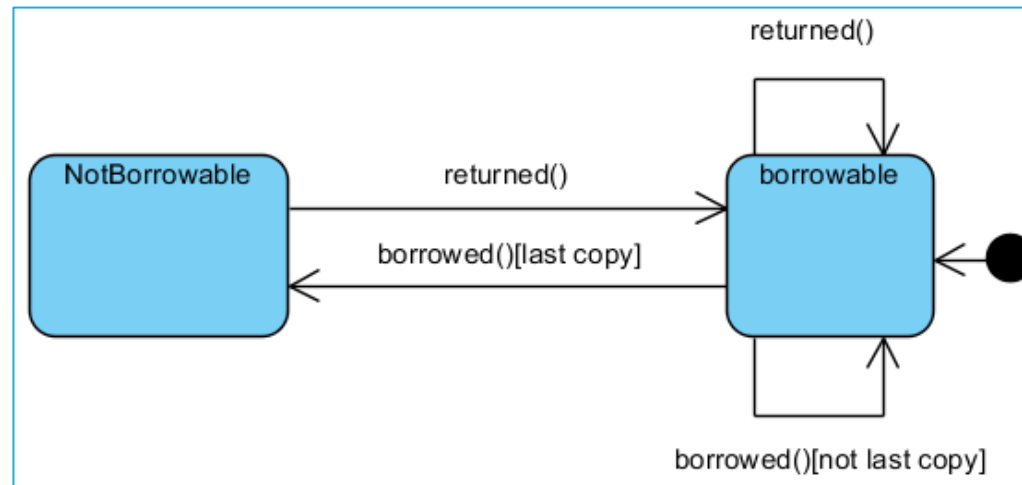 returned()
NotBorrowable
returned()
borrowable
borrowed()[last copy]
borrowed()[not last copy]